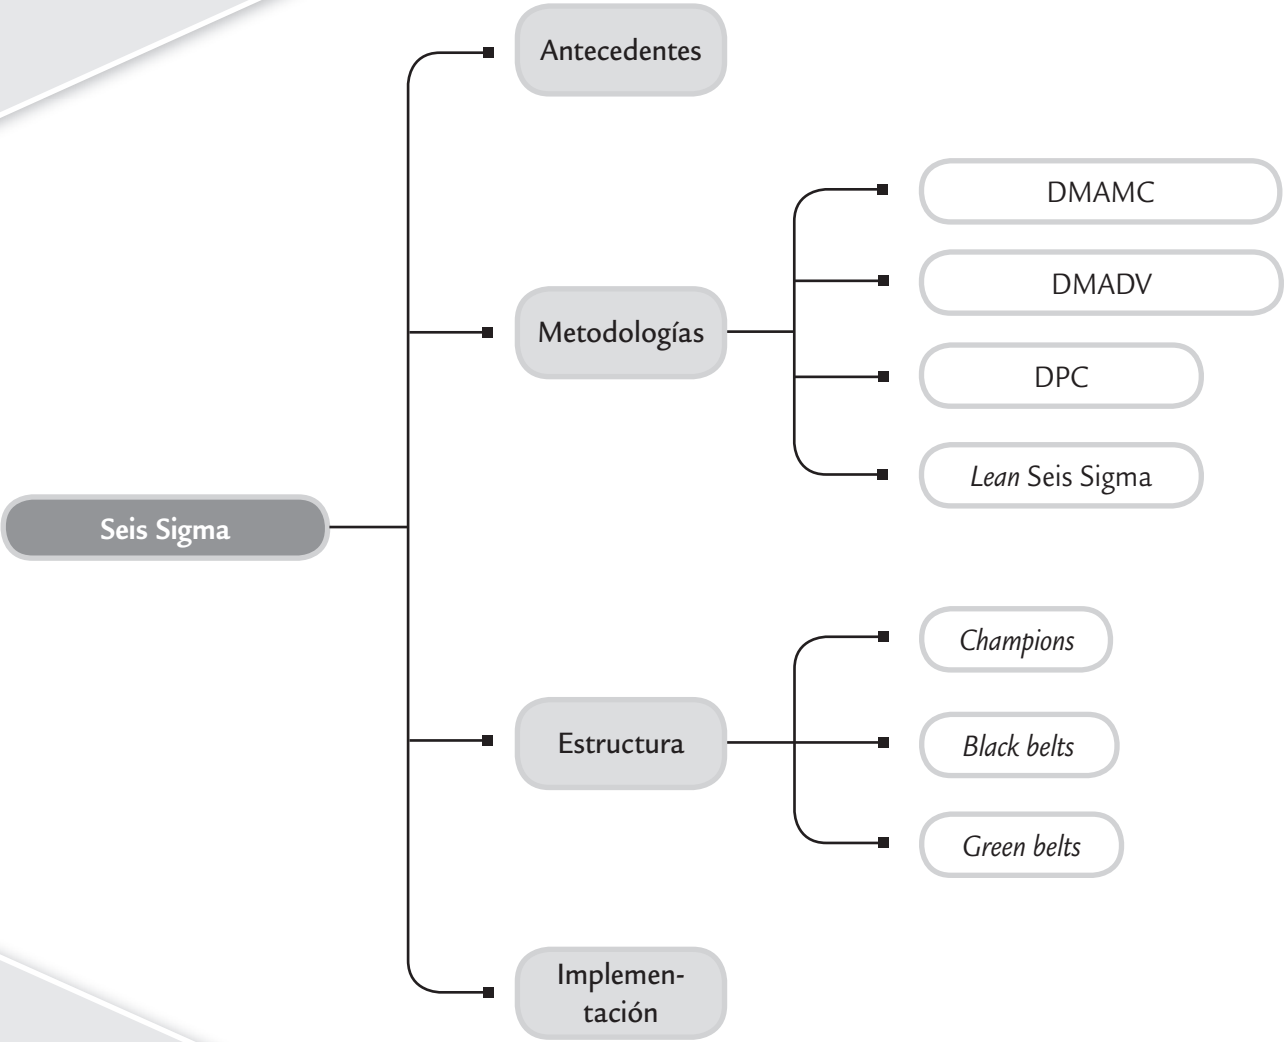 Seis Sigma
Antecedentes
Metodologías
DMAMC
DMADV
DPC
Lean Seis Sigma
Estructura
Champions
Black belts
Green belts
Implemen-
tación